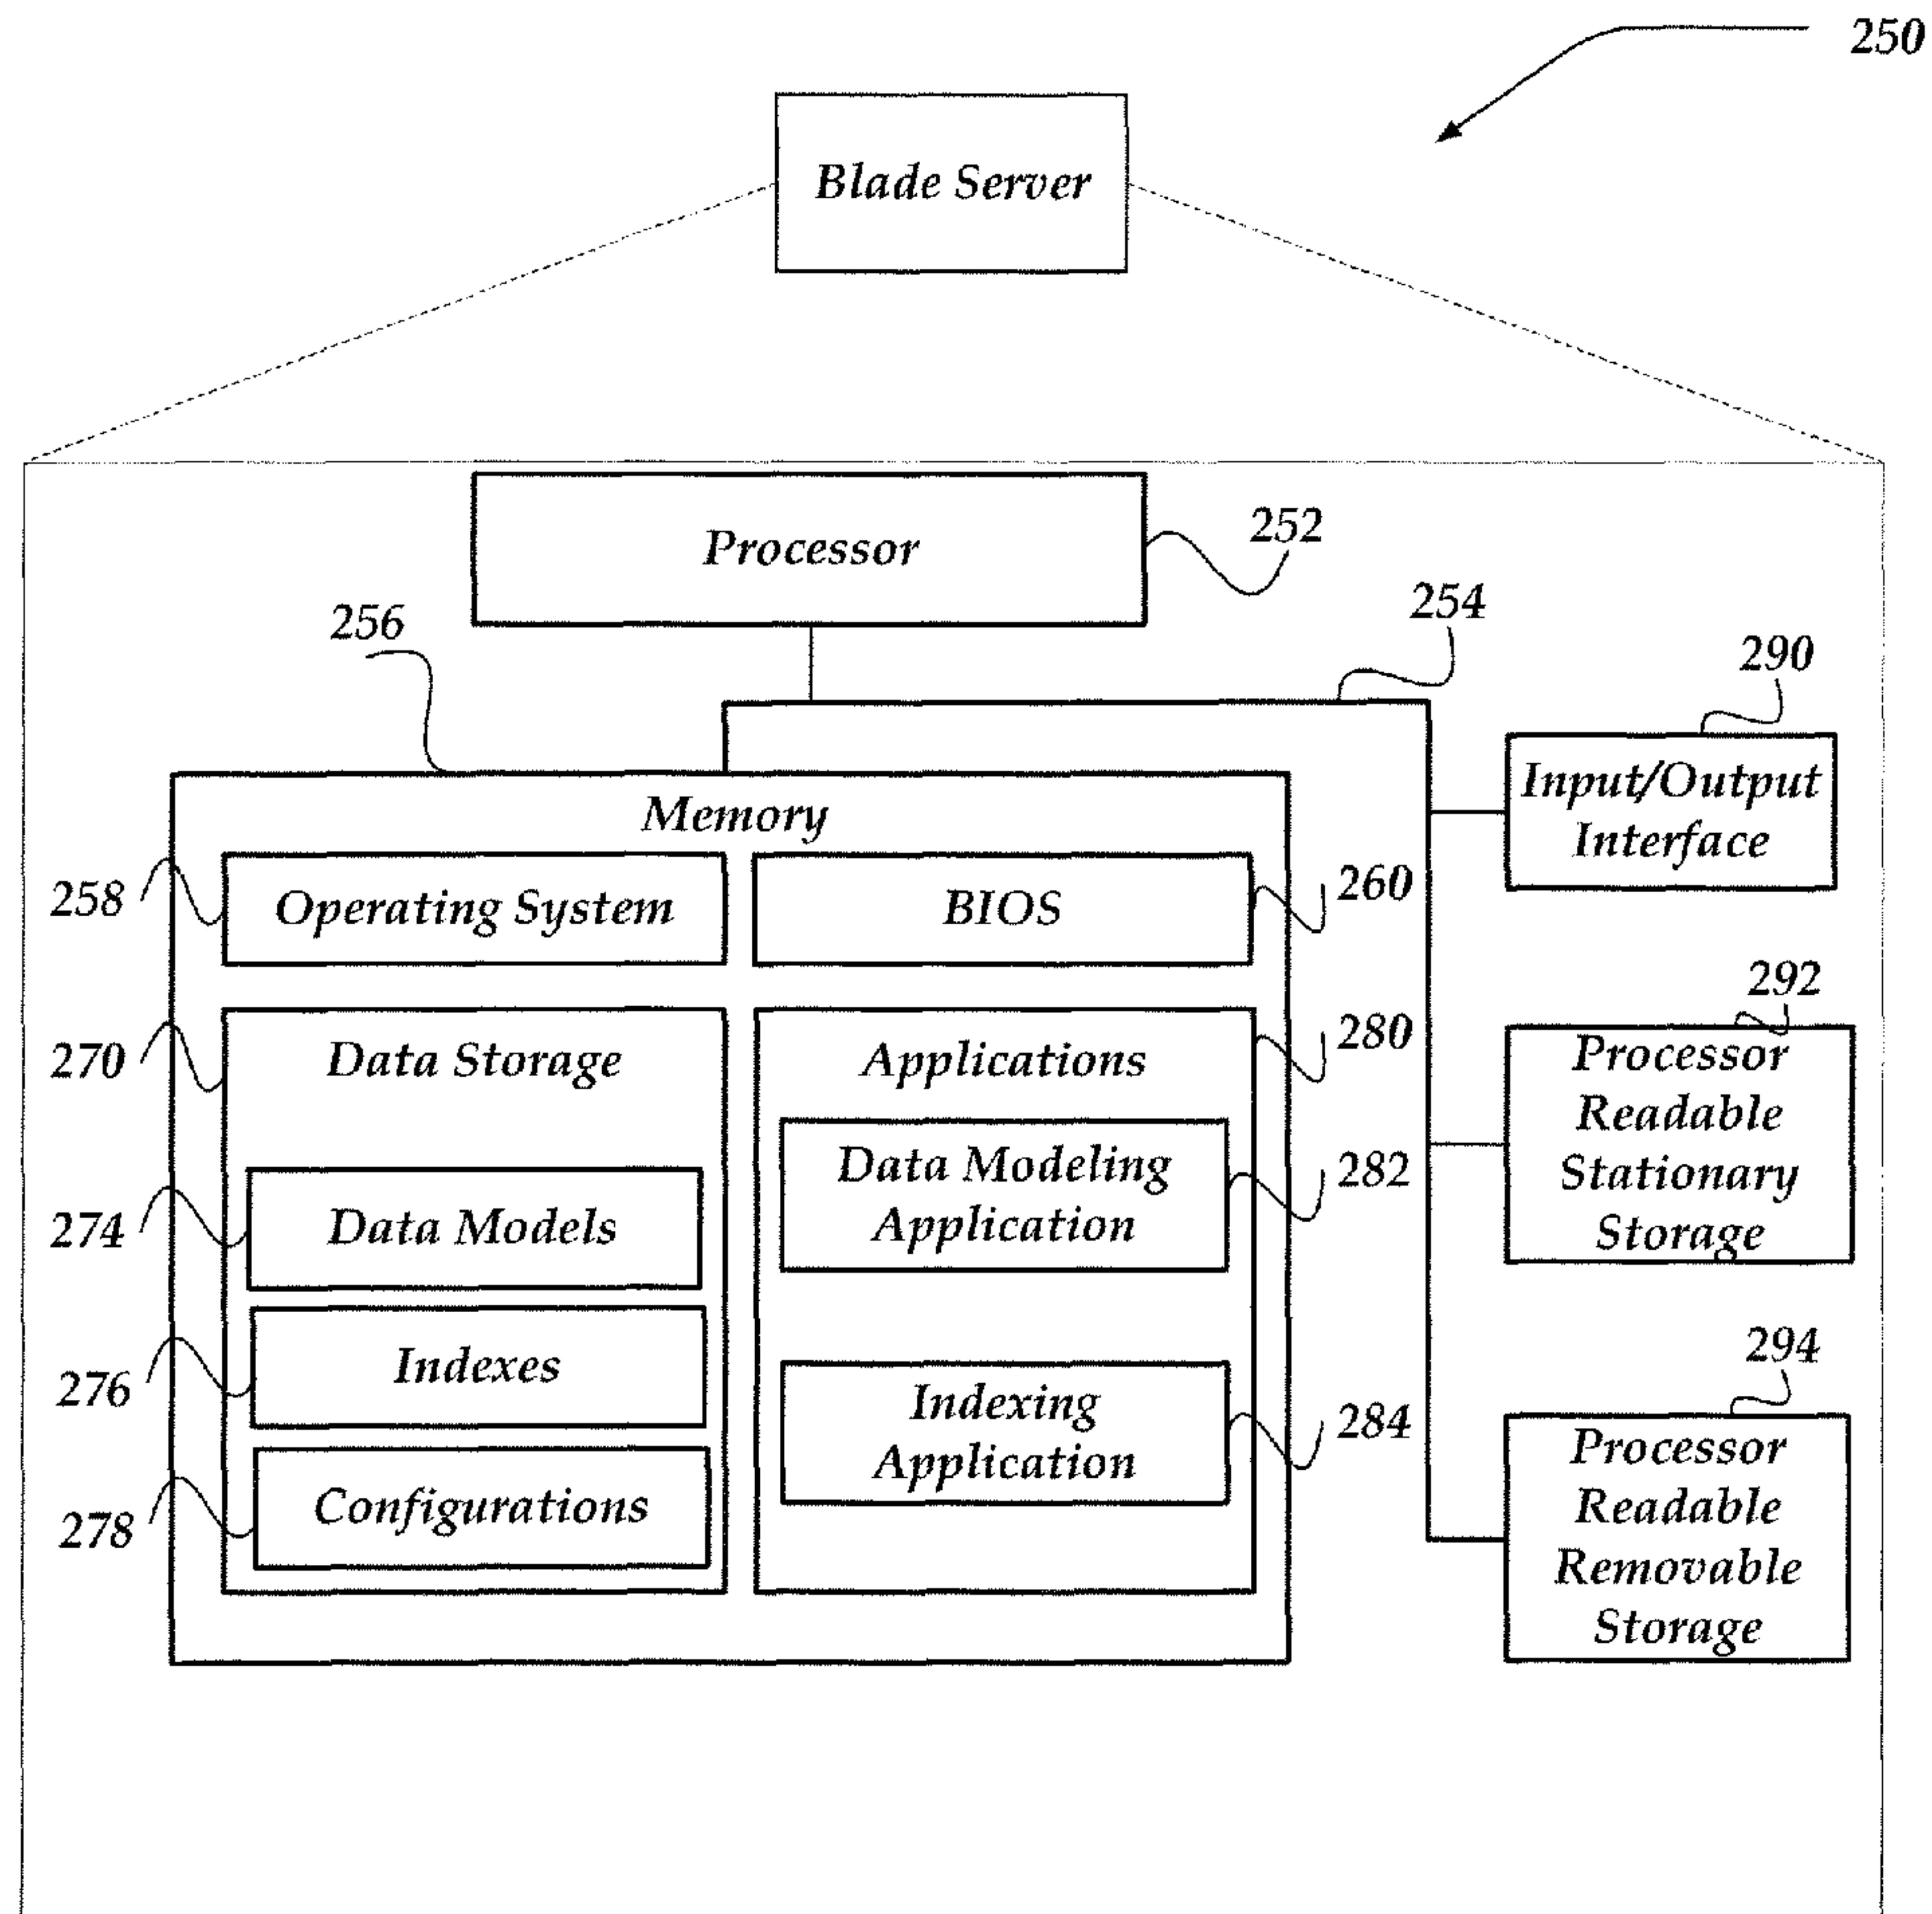 250
Blade Server
Processor
252
254
256
290
Input/Output
Interface
Memory
258
Operating System
BIOS
260
292
Processor
Readable
Stationary
Storage
270
Data Storage
Applications
280
Data Modeling
Application
282
274
Data Models
276
Indexes
Indexing
Application
284
278
Configurations
294
Processor
Readable
Removable
Storage